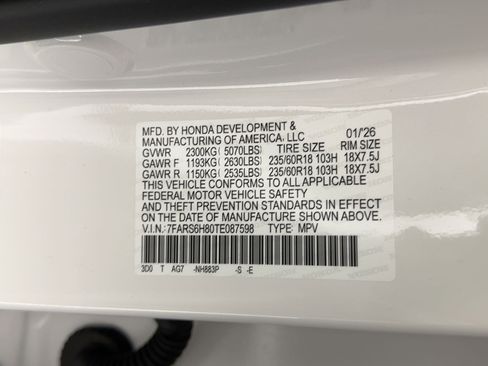 MFD. BY HONDA DEVELOPMENT & 01/'26
MANUFACTURING OF AMERICA, LLC
GVWR 2300KG (5070LBS) TIRE SIZE RIM SIZE
GAWR F 1193KG (2630LBS) 235/60R18 103H 18X7.5J
GAWR R 1150KG (2535LBS) 235/60R18 103H 18X7.5J
THIS VEHICLE CONFORMS TO ALL APPLICABLE
FEDERAL MOTOR VEHICLE SAFETY
AND THEFT PREVENTION STANDARDS IN EFFECT
ON THE DATE OF MANUFACTURE SHOWN ABOVE.
V.I.N.: 7FARS6H80TE087598 TYPE: MPV
3D0 T AG7 -NH883P -S -E